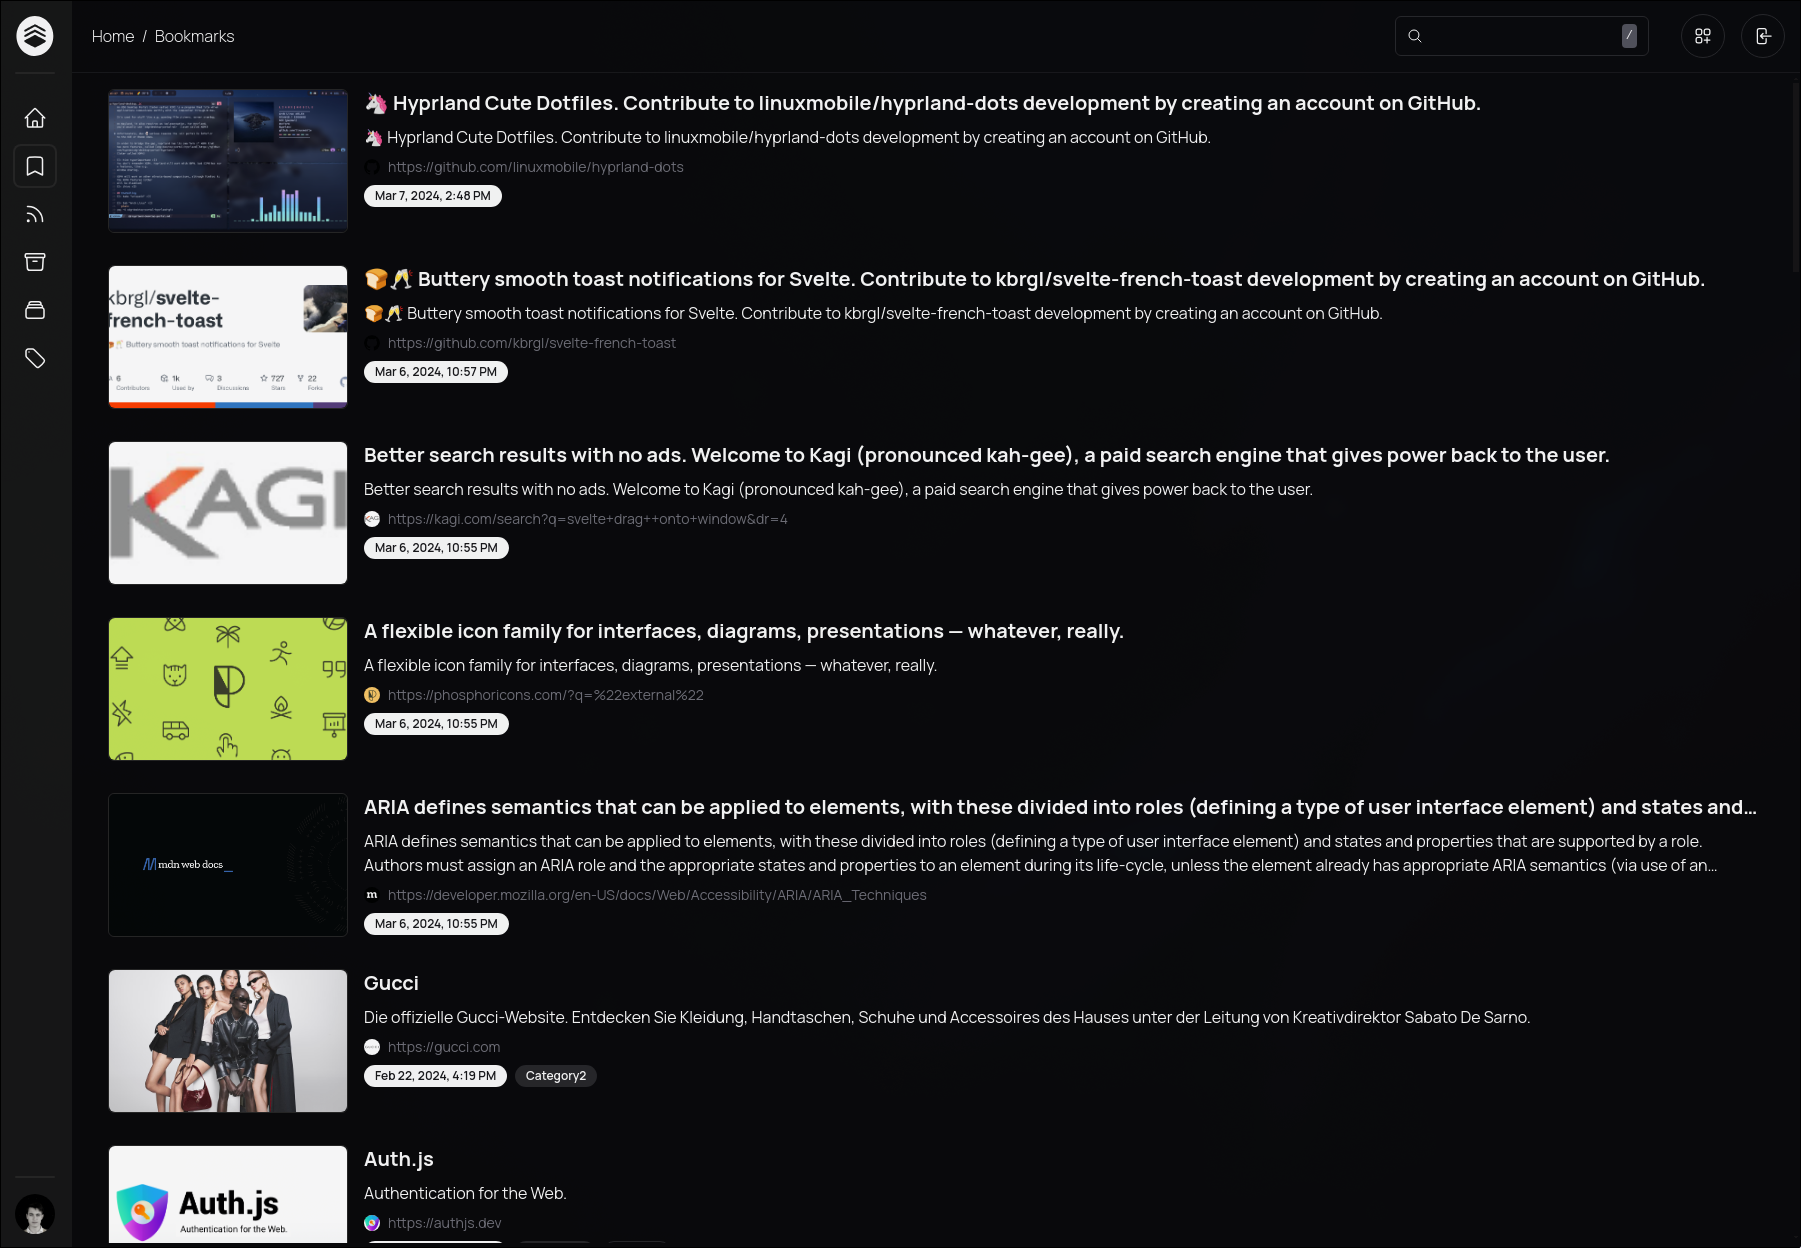 Home / Bookmarks
/
🦄 Hyprland Cute Dotfiles. Contribute to linuxmobile/hyprland-dots development by creating an account on GitHub.
🦄 Hyprland Cute Dotfiles. Contribute to linuxmobile/hyprland-dots development by creating an account on GitHub.
https://github.com/linuxmobile/hyprland-dots
Mar 7, 2024, 2:48 PM
kbrgl/svelte-
french-toast
🍞🥂 Buttery smooth toast notifications for Svelte
6 Contributors 1k Used by 3 Discussions 727 Stars 22 Forks
🍞🥂 Buttery smooth toast notifications for Svelte. Contribute to kbrgl/svelte-french-toast development by creating an account on GitHub.
🍞🥂 Buttery smooth toast notifications for Svelte. Contribute to kbrgl/svelte-french-toast development by creating an account on GitHub.
https://github.com/kbrgl/svelte-french-toast
Mar 6, 2024, 10:57 PM
KAGI
Better search results with no ads. Welcome to Kagi (pronounced kah-gee), a paid search engine that gives power back to the user.
Better search results with no ads. Welcome to Kagi (pronounced kah-gee), a paid search engine that gives power back to the user.
https://kagi.com/search?q=svelte+drag++onto+window&dr=4
Mar 6, 2024, 10:55 PM
A flexible icon family for interfaces, diagrams, presentations — whatever, really.
A flexible icon family for interfaces, diagrams, presentations — whatever, really.
https://phosphoricons.com/?q=%22external%22
Mar 6, 2024, 10:55 PM
mdn web docs_
ARIA defines semantics that can be applied to elements, with these divided into roles (defining a type of user interface element) and states and...
ARIA defines semantics that can be applied to elements, with these divided into roles (defining a type of user interface element) and states and properties that are supported by a role.
Authors must assign an ARIA role and the appropriate states and properties to an element during its life-cycle, unless the element already has appropriate ARIA semantics (via use of an...
https://developer.mozilla.org/en-US/docs/Web/Accessibility/ARIA/ARIA_Techniques
Mar 6, 2024, 10:55 PM
Gucci
Die offizielle Gucci-Website. Entdecken Sie Kleidung, Handtaschen, Schuhe und Accessoires des Hauses unter der Leitung von Kreativdirektor Sabato De Sarno.
https://gucci.com
Feb 22, 2024, 4:19 PM Category2
Auth.js
Authentication for the Web.
Auth.js
Authentication for the Web.
https://authjs.dev